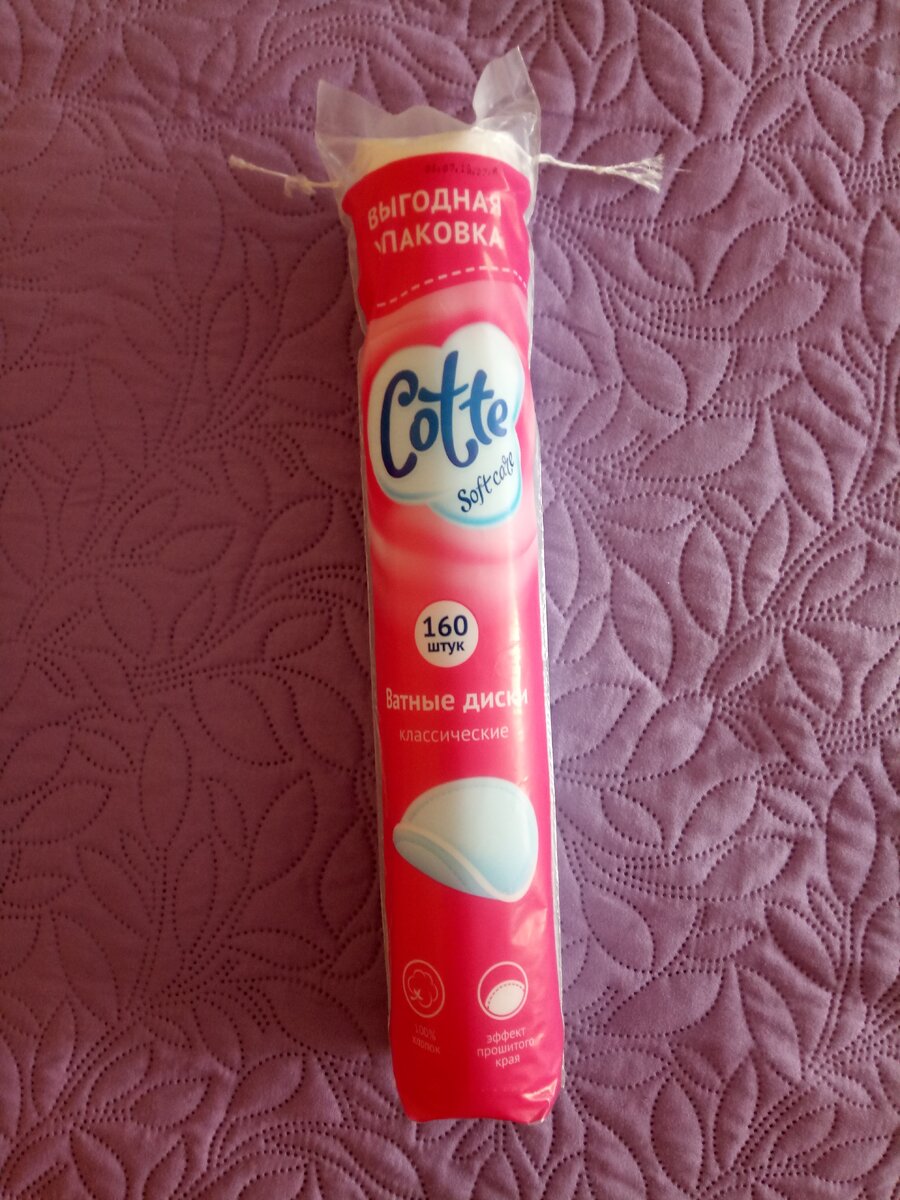 ВЫГОДНАЯ
УПАКОВКА
Cotte
Soft care
160
штук
Ватные диски
классические
100%
хлопок
эффект
прошитого
края